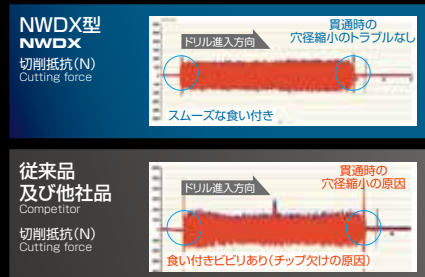 NWDX型
NWDX
切削抵抗(N)
Cutting force
ドリル進入方向
貫通時の
穴径縮小のトラブルなし
スムーズな食い付き
従来品
及び他社品
Competitor
切削抵抗(N)
Cutting force
ドリル進入方向
貫通時の
穴径縮小の原因
食い付きビビリあり(チップ欠けの原因)